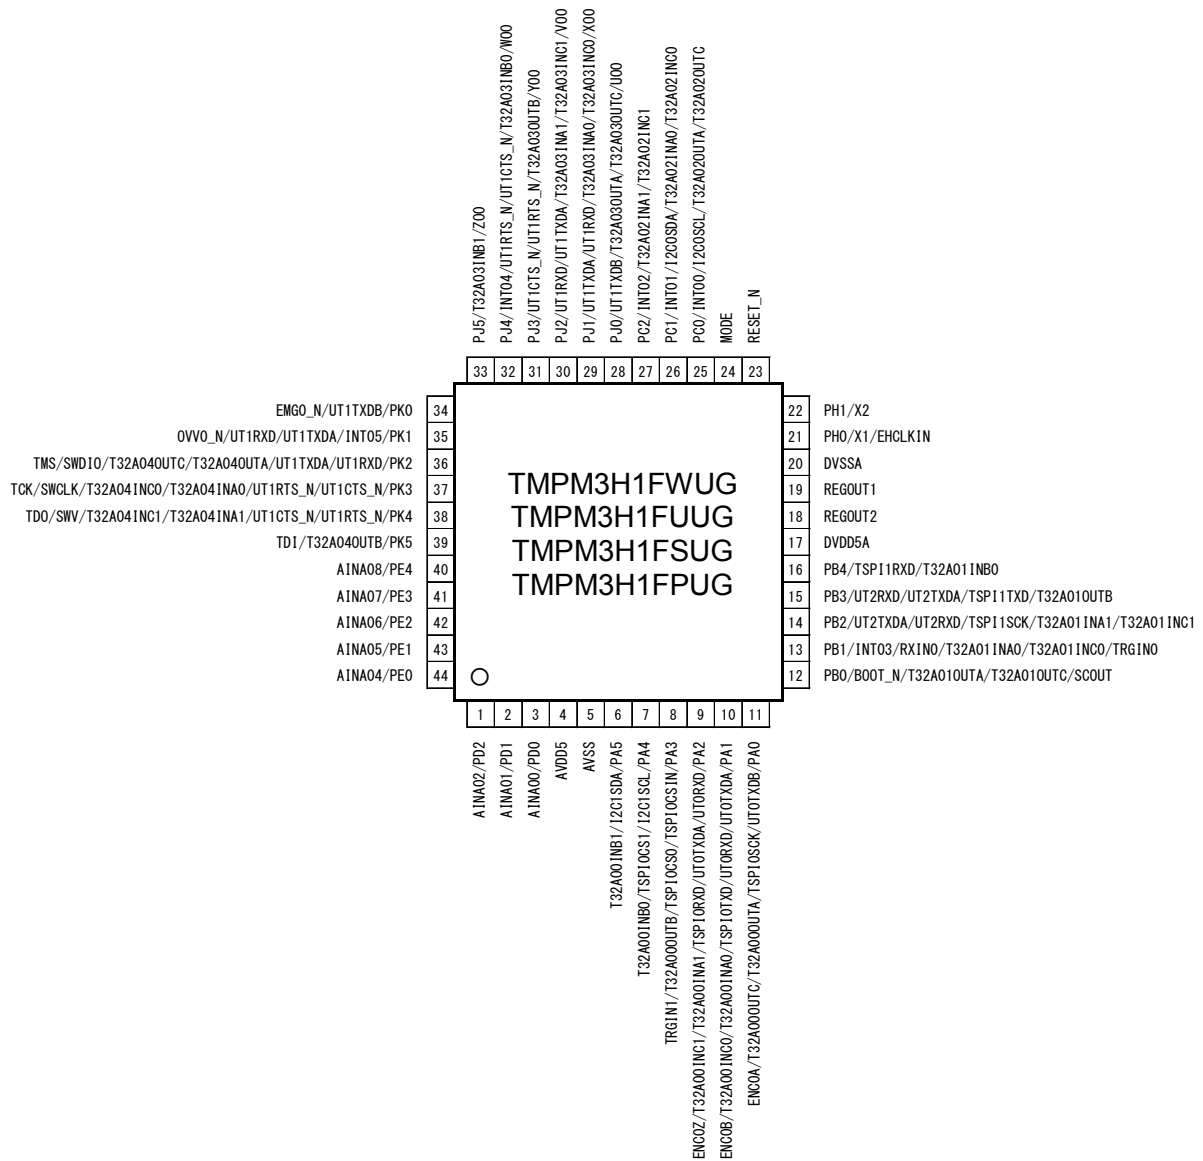 PJ5/T32A03INB1/ZO0
PJ4/INT04/UT1RTS_N/UT1CTS_N/T32A03INB0/WO0
PJ3/UT1CTS_N/UT1RTS_N/T32A03OUTB/YO0
PJ2/UT1RXD/UT1TXDA/T32A03INA1/T32A03INC1/VO0
PJ1/UT1TXDA/UT1RXD/T32A03INA0/T32A03INC0/XO0
PJ0/UT1TXDB/T32A03OUTA/T32A03OUTC/UO0
PC2/INT02/T32A02INA1/T32A02INC1
PC1/INT01/I2C0SDA/T32A02INA0/T32A02INC0
PC0/INT00/I2C0SCL/T32A02OUTA/T32A02OUTC
MODE
RESET_N
33 32 31 30 29 28 27 26 25 24 23
EMG0_N/UT1TXDB/PK0 34
OVV0_N/UT1RXD/UT1TXDA/INT05/PK1 35
TMS/SWDIO/T32A04OUTC/T32A04OUTA/UT1TXDA/UT1RXD/PK2 36
TCK/SWCLK/T32A04INC0/T32A04INA0/UT1RTS_N/UT1CTS_N/PK3 37
TDO/SWV/T32A04INC1/T32A04INA1/UT1CTS_N/UT1RTS_N/PK4 38
TDI/T32A04OUTB/PK5 39
AINA08/PE4 40
AINA07/PE3 41
AINA06/PE2 42
AINA05/PE1 43
AINA04/PE0 44
TMPM3H1FWUG
TMPM3H1FUUG
TMPM3H1FSUG
TMPM3H1FPUG
22 PH1/X2
21 PH0/X1/EHCLKIN
20 DVSSA
19 REGOUT1
18 REGOUT2
17 DVDD5A
16 PB4/TSPI1RXD/T32A01INB0
15 PB3/UT2RXD/UT2TXDA/TSPI1TXD/T32A01OUTB
14 PB2/UT2TXDA/UT2RXD/TSPI1SCK/T32A01INA1/T32A01INC1
13 PB1/INT03/RXIN0/T32A01INA0/T32A01INC0/TRGIN0
12 PB0/BOOT_N/T32A01OUTA/T32A01OUTC/SCOUT
1 2 3 4 5 6 7 8 9 10 11
AINA02/PD2
AINA01/PD1
AINA00/PD0
AVDD5
AVSS
T32A00INB1/I2C1SDA/PA5
T32A00INB0/TSPI0CS1/I2C1SCL/PA4
TRGIN1/T32A00OUTB/TSPI0CS0/TSPI0CSIN/PA3
ENC0Z/T32A00INC1/T32A00INA1/TSPI0RXD/UT0TXDA/UT0RXD/PA2
ENC0B/T32A00INC0/T32A00INA0/TSPI0TXD/UT0RXD/UT0TXDA/PA1
ENC0A/T32A00OUTC/T32A00OUTA/TSPI0SCK/UT0TXDB/PA0